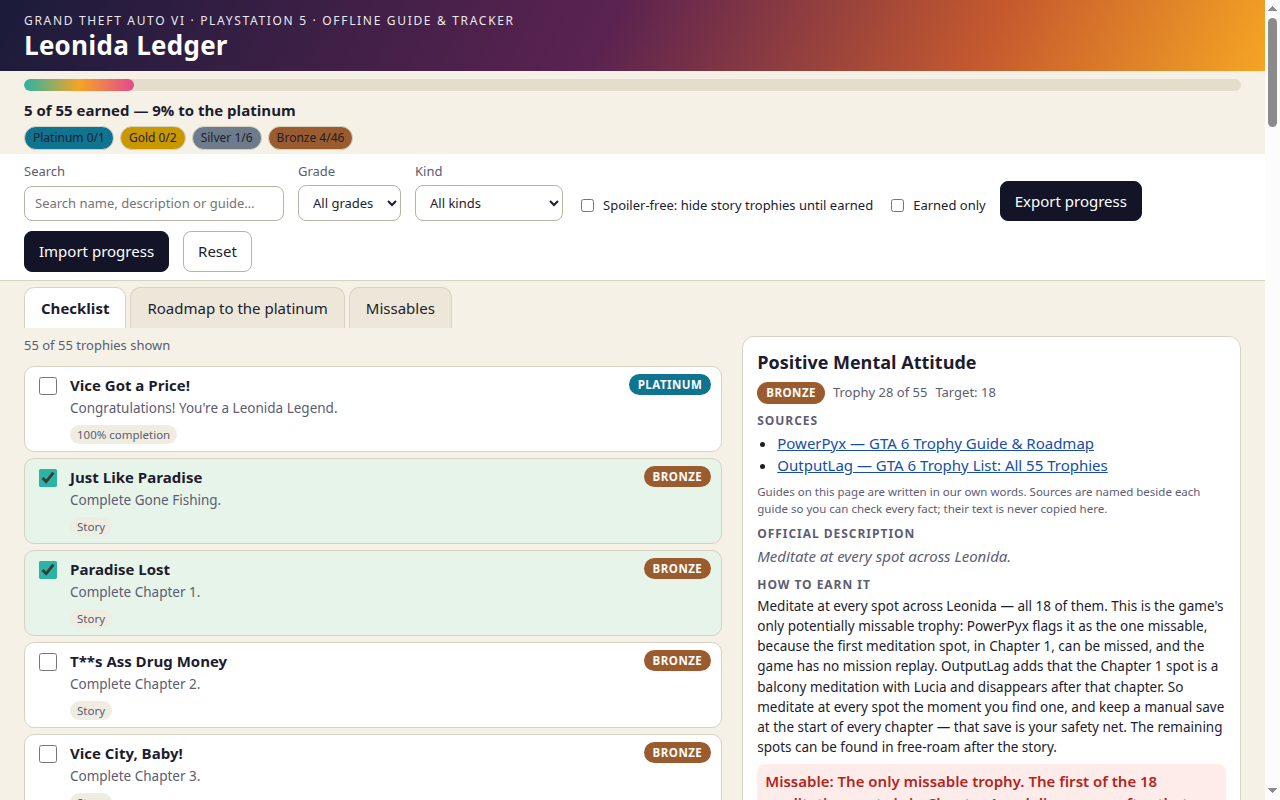 GRAND THEFT AUTO VI · PLAYSTATION 5 · OFFLINE GUIDE & TRACKER
Leonida Ledger
5 of 55 earned — 9% to the platinum
Platinum 0/1 Gold 0/2 Silver 1/6 Bronze 4/46
Search Grade Kind
Search name, description or guide... All grades All kinds Spoiler-free: hide story trophies until earned Earned only Export progress
Import progress Reset
Checklist Roadmap to the platinum Missables
55 of 55 trophies shown
Vice Got a Price! PLATINUM
Congratulations! You're a Leonida Legend.
100% completion
Just Like Paradise BRONZE
Complete Gone Fishing.
Story
Paradise Lost BRONZE
Complete Chapter 1.
Story
T**s Ass Drug Money BRONZE
Complete Chapter 2.
Story
Vice City, Baby! BRONZE
Complete Chapter 3.
Positive Mental Attitude
BRONZE Trophy 28 of 55 Target: 18
SOURCES
PowerPyx — GTA 6 Trophy Guide & Roadmap
OutputLag — GTA 6 Trophy List: All 55 Trophies
Guides on this page are written in our own words. Sources are named beside each
guide so you can check every fact; their text is never copied here.
OFFICIAL DESCRIPTION
Meditate at every spot across Leonida.
HOW TO EARN IT
Meditate at every spot across Leonida — all 18 of them. This is the game's
only potentially missable trophy: PowerPyx flags it as the one missable,
because the first meditation spot, in Chapter 1, can be missed, and the
game has no mission replay. OutputLag adds that the Chapter 1 spot is a
balcony meditation with Lucia and disappears after that chapter. So
meditate at every spot the moment you find one, and keep a manual save
at the start of every chapter — that save is your safety net. The remaining
spots can be found in free-roam after the story.
Missable: The only missable trophy. The first of the 18